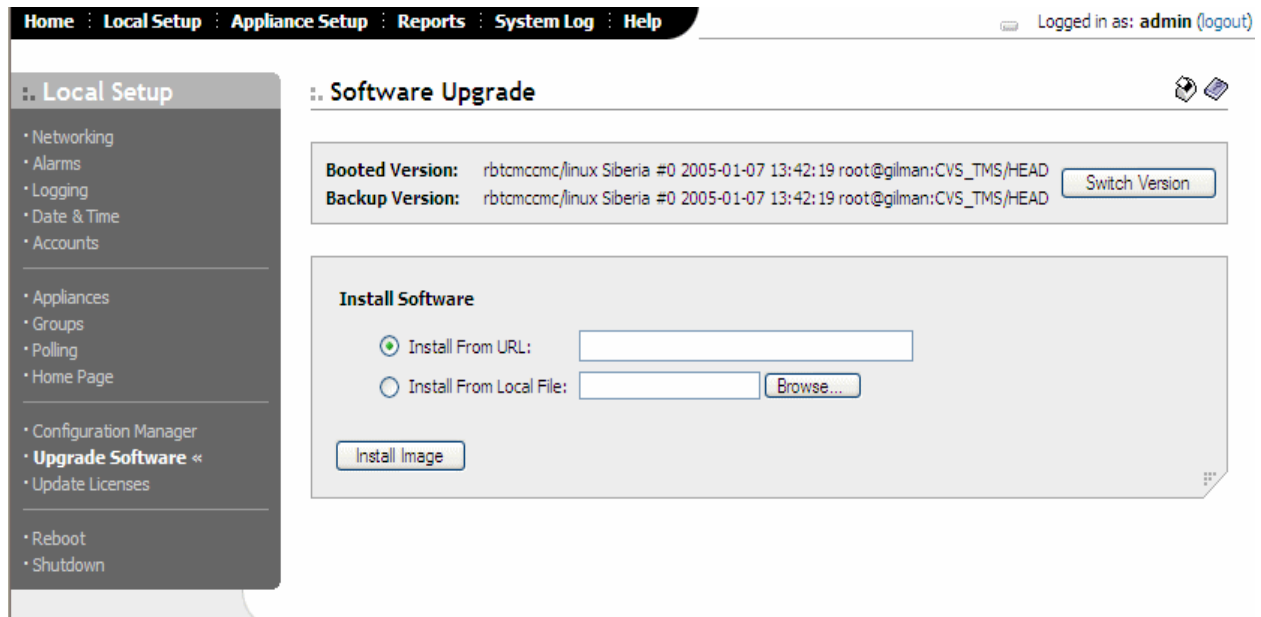 Home Local Setup Appliance Setup Reports System Log Help
Logged in as: admin (logout)
:. Local Setup
· Networking
· Alarms
· Logging
· Date & Time
· Accounts
· Appliances
· Groups
· Polling
· Home Page
· Configuration Manager
· Upgrade Software «
· Update Licenses
· Reboot
· Shutdown
:. Software Upgrade
Booted Version: rbtcmccmc/linux Siberia #0 2005-01-07 13:42:19 root@gilman:CVS_TMS/HEAD
Backup Version: rbtcmccmc/linux Siberia #0 2005-01-07 13:42:19 root@gilman:CVS_TMS/HEAD
Switch Version
Install Software
Install From URL:
Install From Local File: Browse...
Install Image